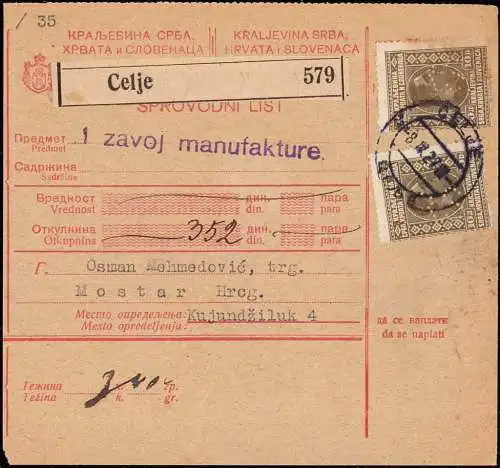 / 35
КРАЉЕВИНА СРБА, ХРВАТА и СЛОВЕНАЦА
KRALJEVINA SRBA, HRVATA i SLOVENACA
Celje 579
SPROVODNI LIST
Предмет
Predmet
1 zavoj manufakture.
Садржина
Sadržina
Вредност дин. пара
Vrednost din. para
Откупнина 352 дин. пара
Otkupnina din. para
Г. Osman Mehmedović, trg.
Mostar Hrcg.
Место опредељења: Kujundžiluk 4
Mesto opredeljenja:
да се наплати
da se naplati
Тежина к. гр.
Težina k. gr.
CELJE